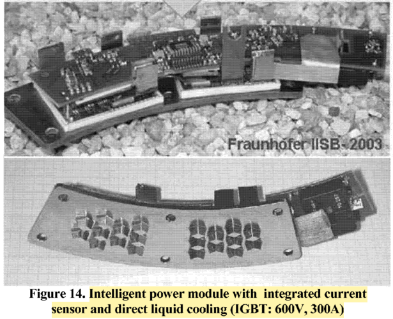 Fraunhofer IISB- 2003
Figure 14. Intelligent power module with integrated current
sensor and direct liquid cooling (IGBT: 600V, 300A)